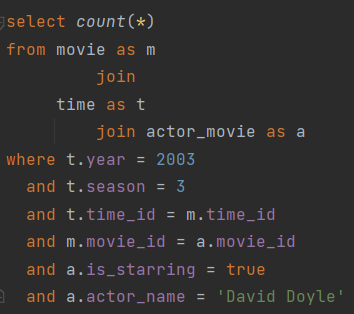 select count(*)
from movie as m
join
time as t
join actor_movie as a
where t.year = 2003
and t.season = 3
and t.time_id = m.time_id
and m.movie_id = a.movie_id
and a.is_starring = true
and a.actor_name = 'David Doyle'